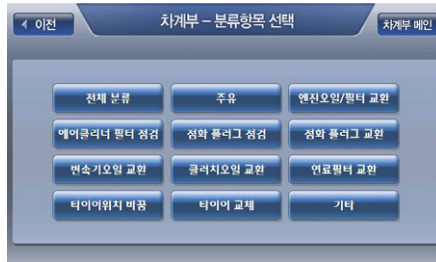 이전
차계부 – 분류항목 선택
차계부 메인
전체 분류
주유
엔진오일/필터 교환
에어클리너 필터 점검
점화 플러그 점검
점화 플러그 교환
변속기오일 교환
클러치오일 교환
연료필터 교환
타이어위치 바꿈
타이어 교체
기타